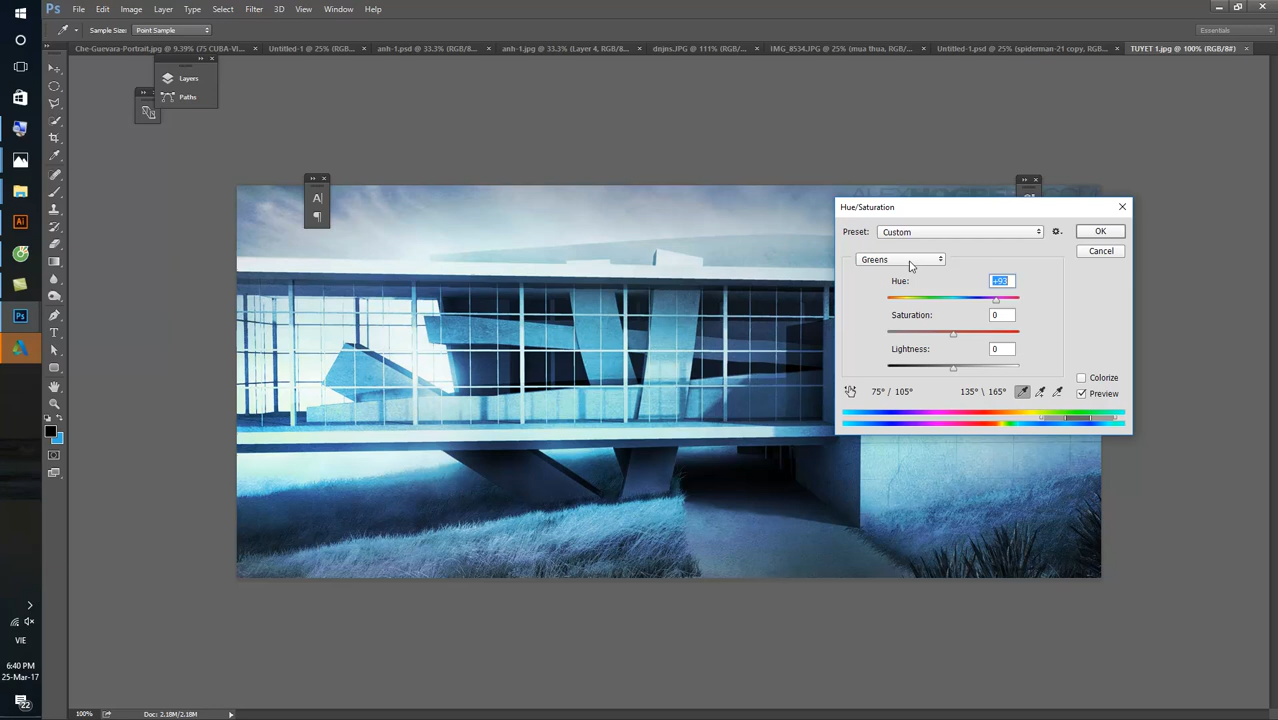 Ps File Edit Image Layer Type Select Filter 3D View Window Help
Sample Size: Point Sample Essentials
Che-Guevara-Portrait.jpg @ 9.39% (75 CUBA-VI... × Untitled-1 @ 25% (RGB/... × anh-1.psd @ 33.3% (RGB/8... × anh-1.jpg @ 33.3% (Layer 4, RGB/... × dnjns.JPG @ 111% (RGB/... × IMG_8534.JPG @ 25% (mua thua, RGB/... × Untitled-1.psd @ 25% (spiderman-21 copy, RGB/... × TUYET 1.jpg @ 100% (RGB/8#) ×
Layers
Paths
A
¶
Hue/Saturation
Preset: Custom OK
Cancel
Greens
Hue: +93
Saturation: 0
Lightness: 0
Colorize
75° / 105° 135° \ 165° Preview
Ai
Ps
VIE
6:40 PM
25-Mar-17
22
100% Doc: 2.18M/2.18M